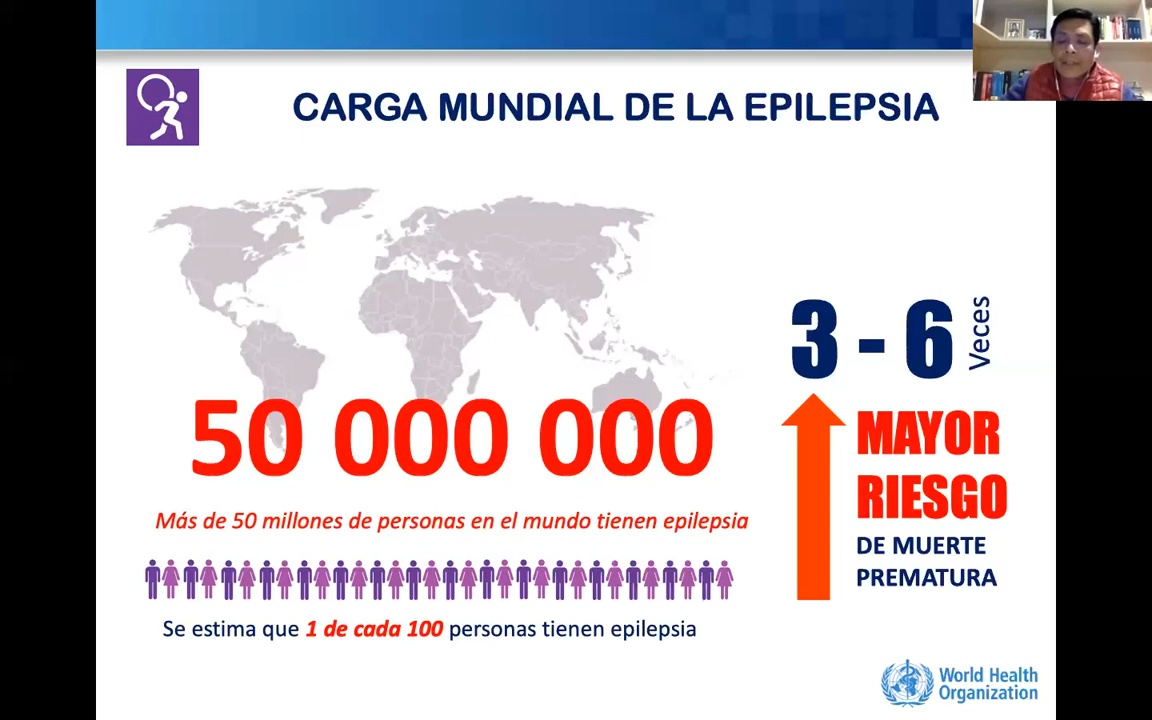 CARGA MUNDIAL DE LA EPILEPSIA
50 000 000
Más de 50 millones de personas en el mundo tienen epilepsia
Se estima que 1 de cada 100 personas tienen epilepsia
3 - 6
Veces
MAYOR
RIESGO
DE MUERTE
PREMATURA
World Health
Organization